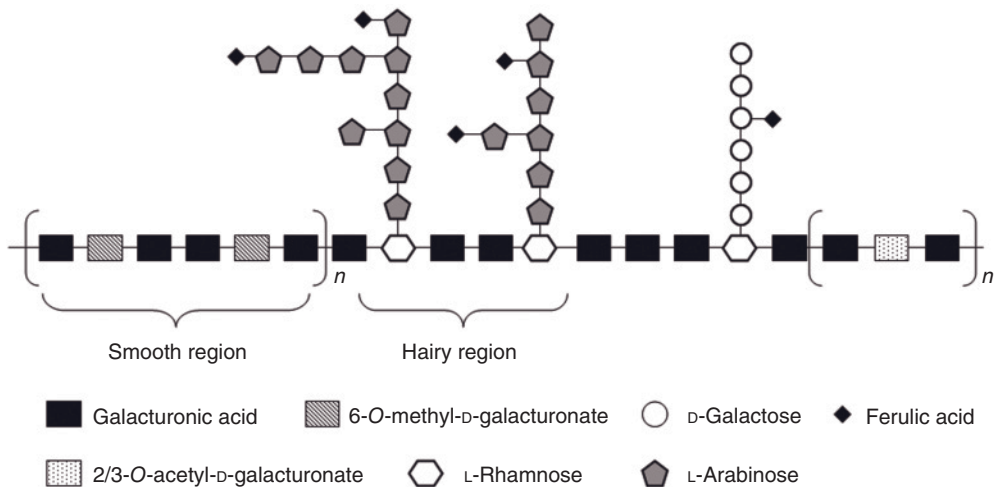 n
n
Smooth region
Hairy region
Galacturonic acid
6-O-methyl-D-galacturonate
D-Galactose
Ferulic acid
2/3-O-acetyl-D-galacturonate
L-Rhamnose
L-Arabinose